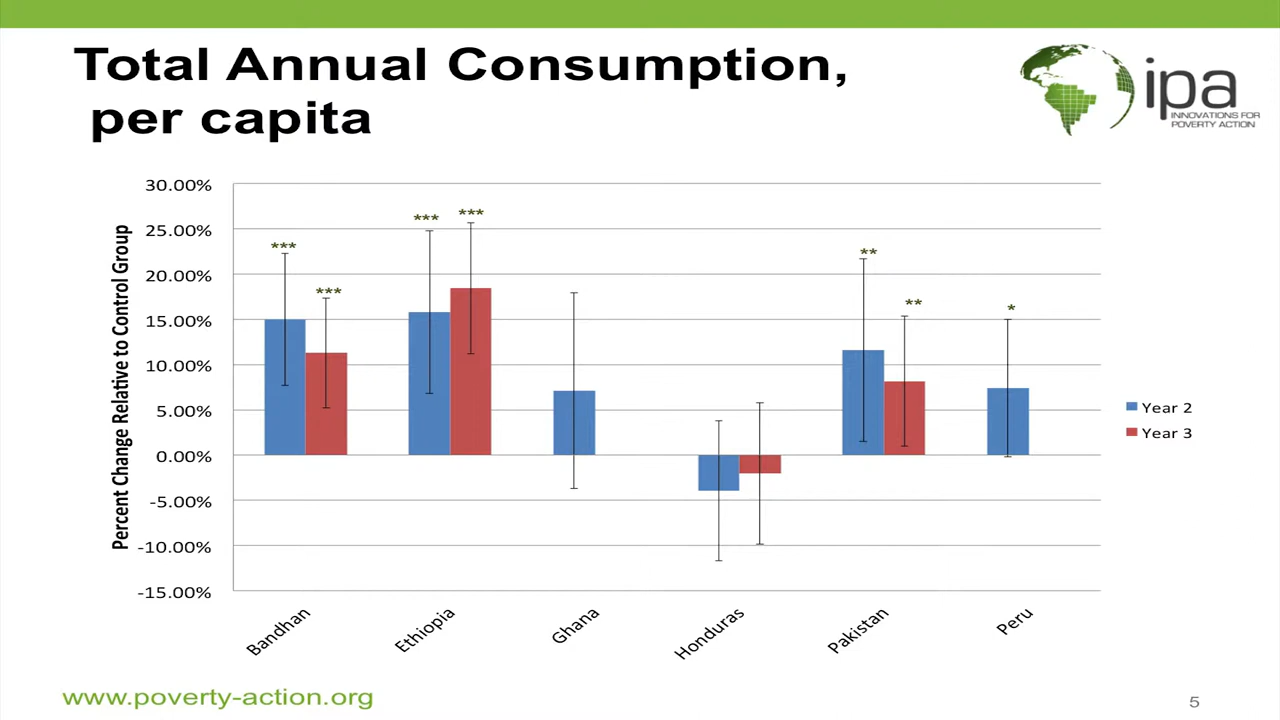 Total Annual Consumption,
per capita
ipa
INNOVATIONS FOR
POVERTY ACTION
Percent Change Relative to Control Group
30.00%
25.00%
20.00%
15.00%
10.00%
5.00%
0.00%
-5.00%
-10.00%
-15.00%
***
***
***
***
**
**
*
Bandhan
Ethiopia
Ghana
Honduras
Pakistan
Peru
Year 2
Year 3
www.poverty-action.org
5